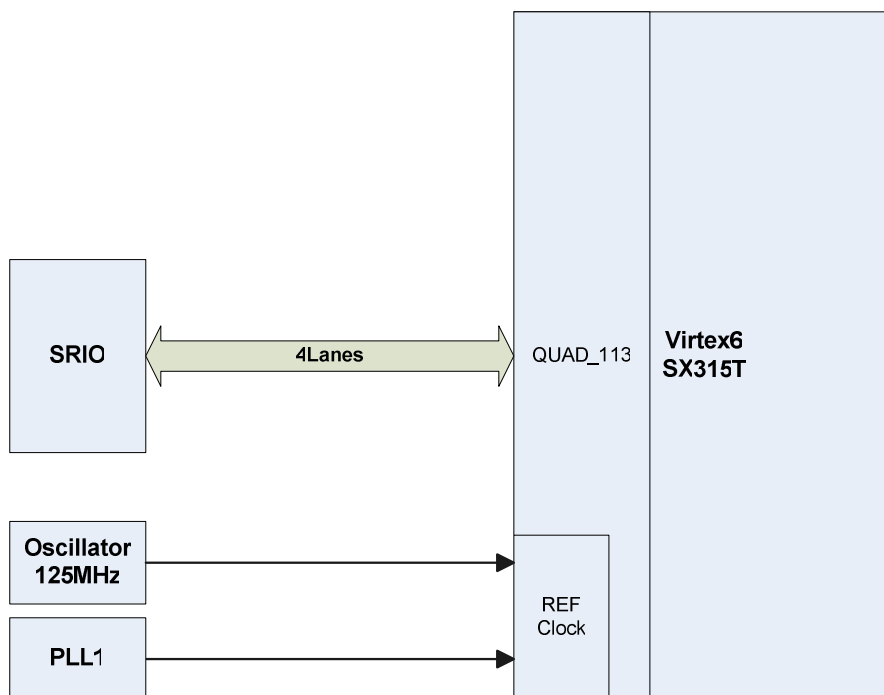 SRIO
4Lanes
QUAD_113
Virtex6
SX315T
Oscillator
125MHz
REF
Clock
PLL1